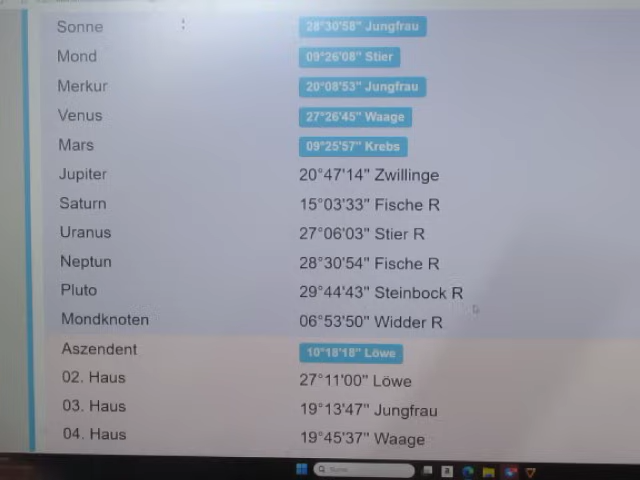 Sonne 28°30'58" Jungfrau
Mond 09°26'08" Stier
Merkur 20°08'53" Jungfrau
Venus 27°26'45" Waage
Mars 09°25'57" Krebs
Jupiter 20°47'14" Zwillinge
Saturn 15°03'33" Fische R
Uranus 27°06'03" Stier R
Neptun 28°30'54" Fische R
Pluto 29°44'43" Steinbock R
Mondknoten 06°53'50" Widder R
Aszendent 10°18'18" Löwe
02. Haus 27°11'00" Löwe
03. Haus 19°13'47" Jungfrau
04. Haus 19°45'37" Waage
Suche